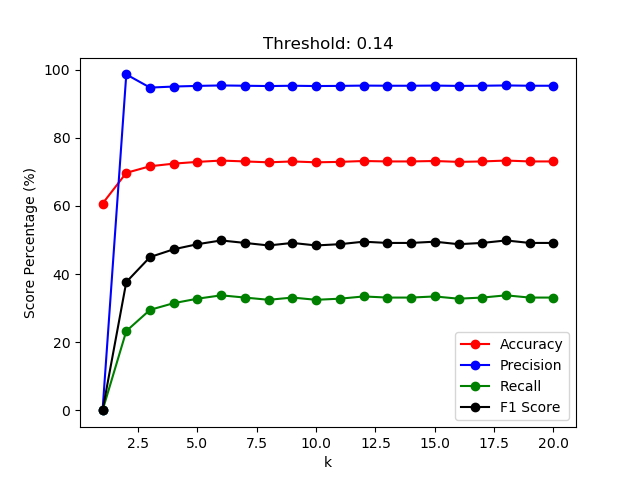 Threshold: 0.14
Score Percentage (%)
100
80
60
40
20
0
2.5 5.0 7.5 10.0 12.5 15.0 17.5 20.0
k
Accuracy
Precision
Recall
F1 Score